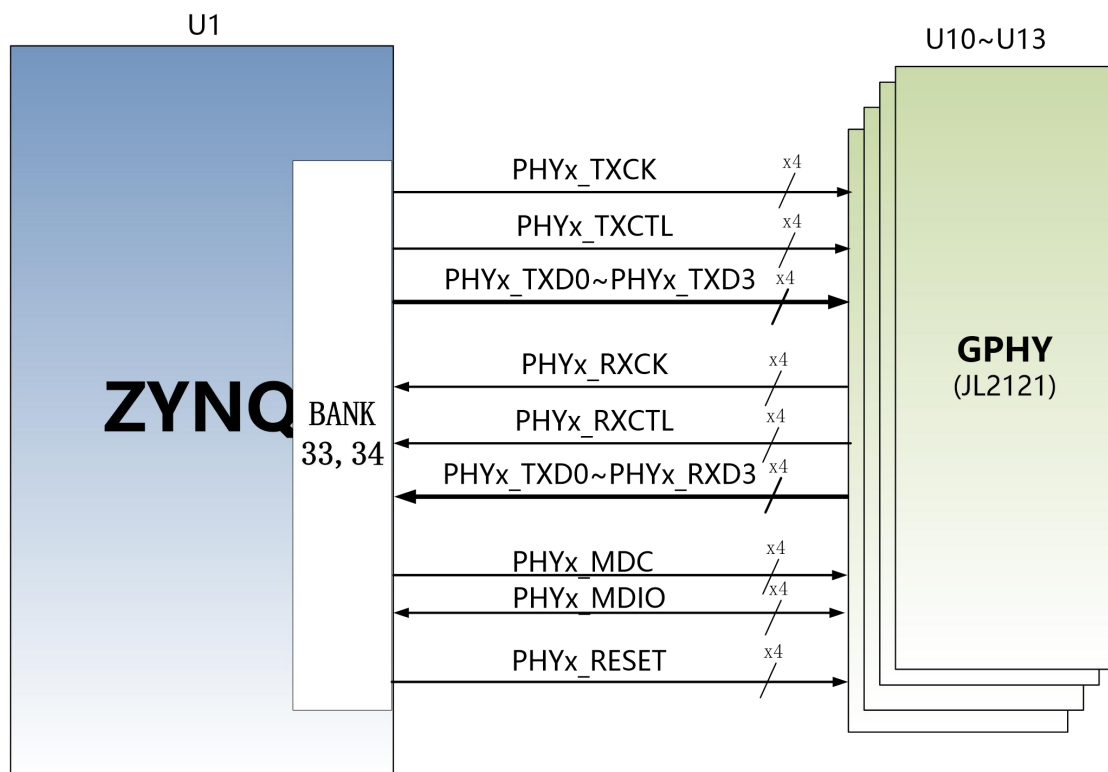 U1
U10~U13
PHYx_TXCK
x4
PHYx_TXCTL
x4
PHYx_TXD0~PHYx_TXD3
x4
PHYx_RXCK
x4
ZYNQ
BANK
33, 34
PHYx_RXCTL
x4
PHYx_TXD0~PHYx_RXD3
x4
PHYx_MDC
x4
PHYx_MDIO
x4
PHYx_RESET
x4
GPHY
(JL2121)